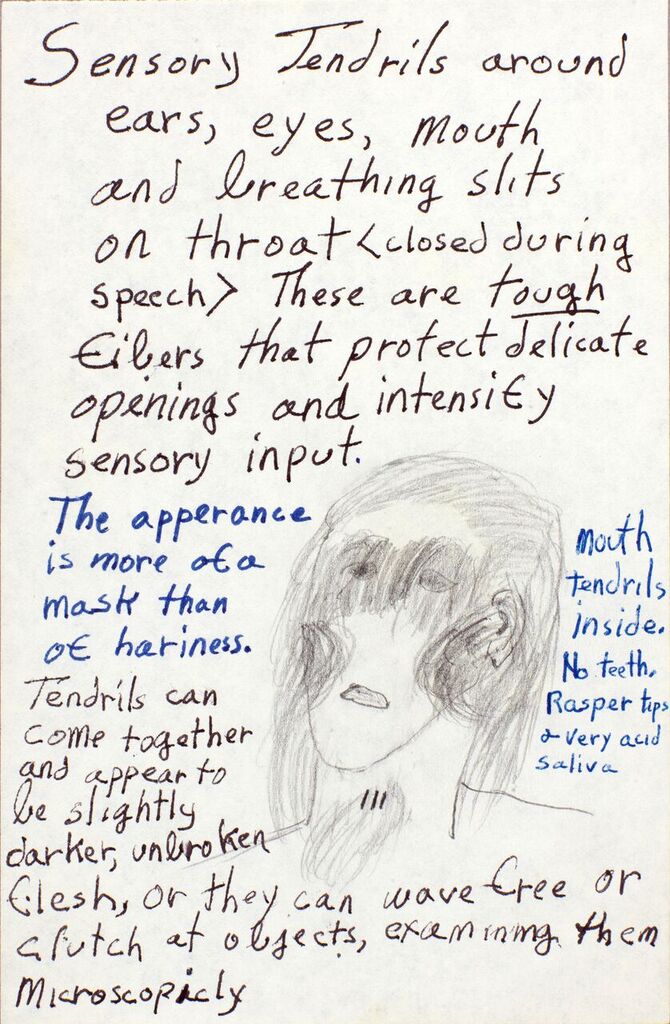 Sensory Tendrils around
ears, eyes, mouth
and breathing slits
on throat <closed during
speech> These are tough
fibers that protect delicate
openings and intensify
sensory input.
The apperance
is more of a
mask than
of hariness.
mouth
tendrils
inside.
No teeth.
Rasper tips
& very acid
saliva
Tendrils can
come together
and appear to
be slightly
darker, unbroken
flesh, or they can wave free or
clutch at objects, examining them
Microscopicly